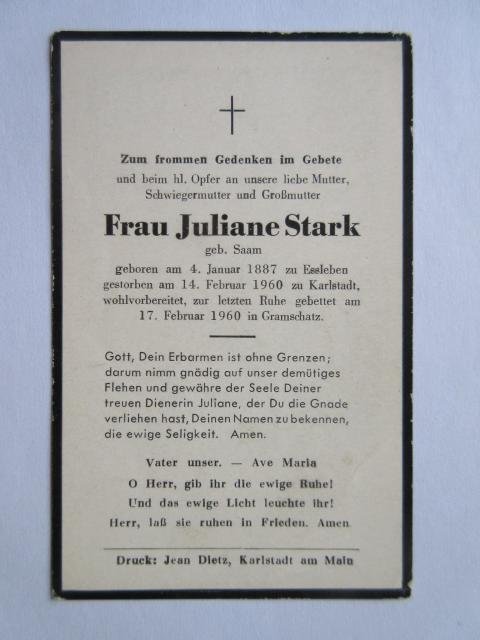 Zum frommen Gedenken im Gebete
und beim hl. Opfer an unsere liebe Mutter,
Schwiegermutter und Großmutter
Frau Juliane Stark
geb. Saam
geboren am 4. Januar 1887 zu Essleben
gestorben am 14. Februar 1960 zu Karlstadt,
wohlvorbereitet, zur letzten Ruhe gebettet am
17. Februar 1960 in Gramschatz.
Gott, Dein Erbarmen ist ohne Grenzen;
darum nimm gnädig auf unser demütiges
Flehen und gewähre der Seele Deiner
treuen Dienerin Juliane, der Du die Gnade
verliehen hast, Deinen Namen zu bekennen,
die ewige Seligkeit. Amen.
Vater unser. — Ave Maria
O Herr, gib ihr die ewige Ruhe!
Und das ewige Licht leuchte ihr!
Herr, laß sie ruhen in Frieden. Amen.
Druck: Jean Dietz, Karlstadt am Main